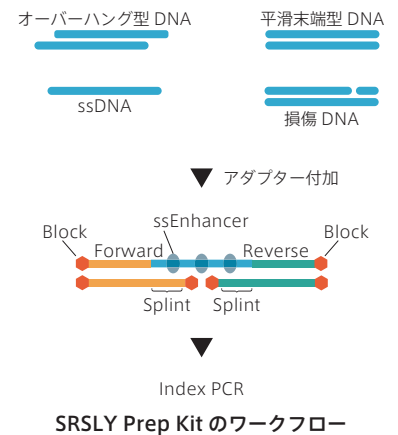 オーバーハング型 DNA
平滑末端型 DNA
ssDNA
損傷 DNA
アダプター付加
Block
ssEnhancer
Block
Forward
Reverse
Splint
Splint
Index PCR
SRSLY Prep Kit のワークフロー